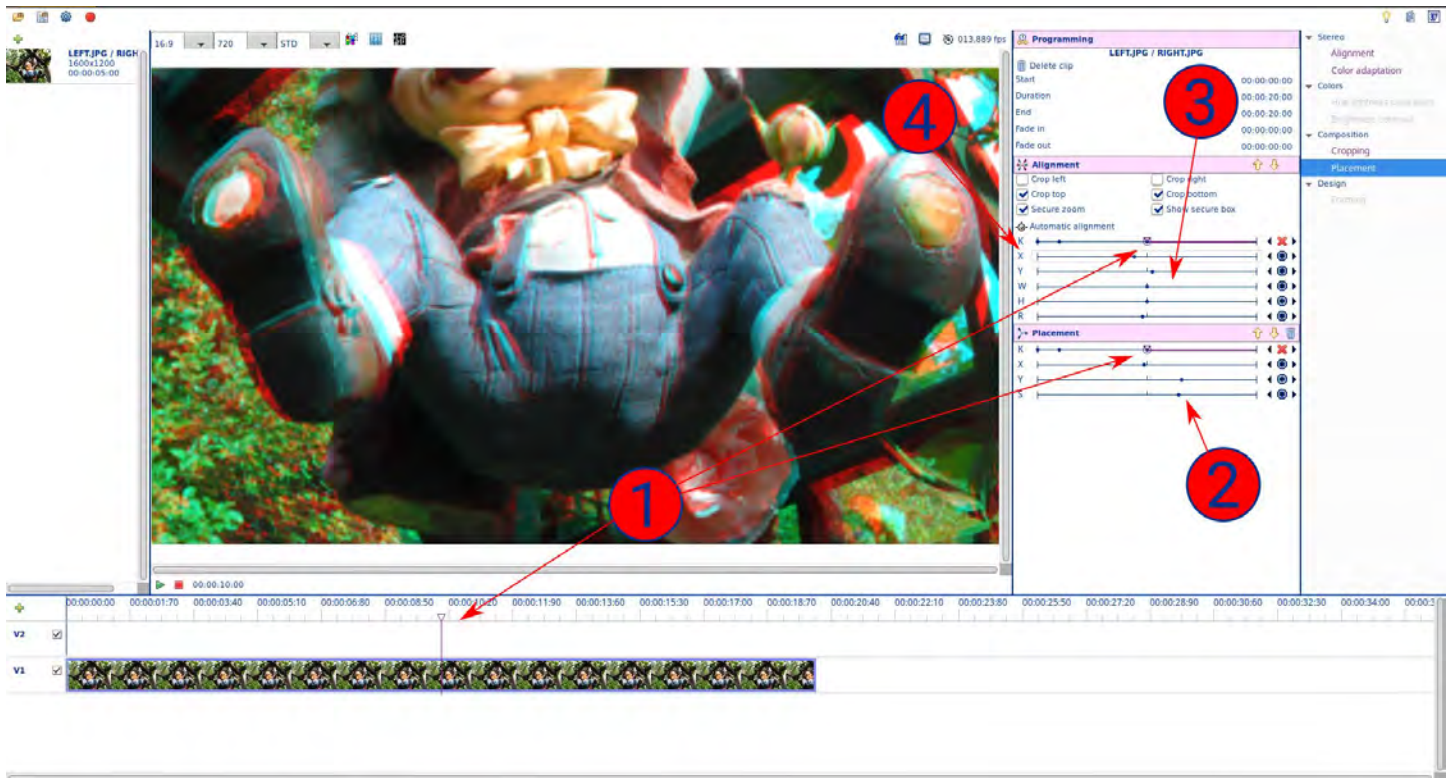 LEFT.JPG / RIGH
1600x1200
00:00:05:00
16:9 720 STD
013,889 fps
Programming
LEFT.JPG / RIGHT.JPG
Delete clip
Start 00:00:00:00
Duration 00:00:20:00
End 00:00:20:00
Fade in 00:00:00:00
Fade out 00:00:00:00
Alignment
Crop left Crop right
Crop top Crop bottom
Secure zoom Show secure box
Automatic alignment
K
X
Y
W
H
R
Placement
K
X
Y
S
Stereo
Alignment
Color adaptation
Colors
Composition
Cropping
Placement
Design
4
3
1
2
00:00:10:00
00:00:00:00 00:00:01:70 00:00:03:40 00:00:05:10 00:00:06:80 00:00:08:50 00:00:10:20 00:00:11:90 00:00:13:60 00:00:15:30 00:00:17:00 00:00:18:70 00:00:20:40 00:00:22:10 00:00:23:80 00:00:25:50 00:00:27:20 00:00:28:90 00:00:30:60 00:00:32:30 00:00:34:00
V2
V1